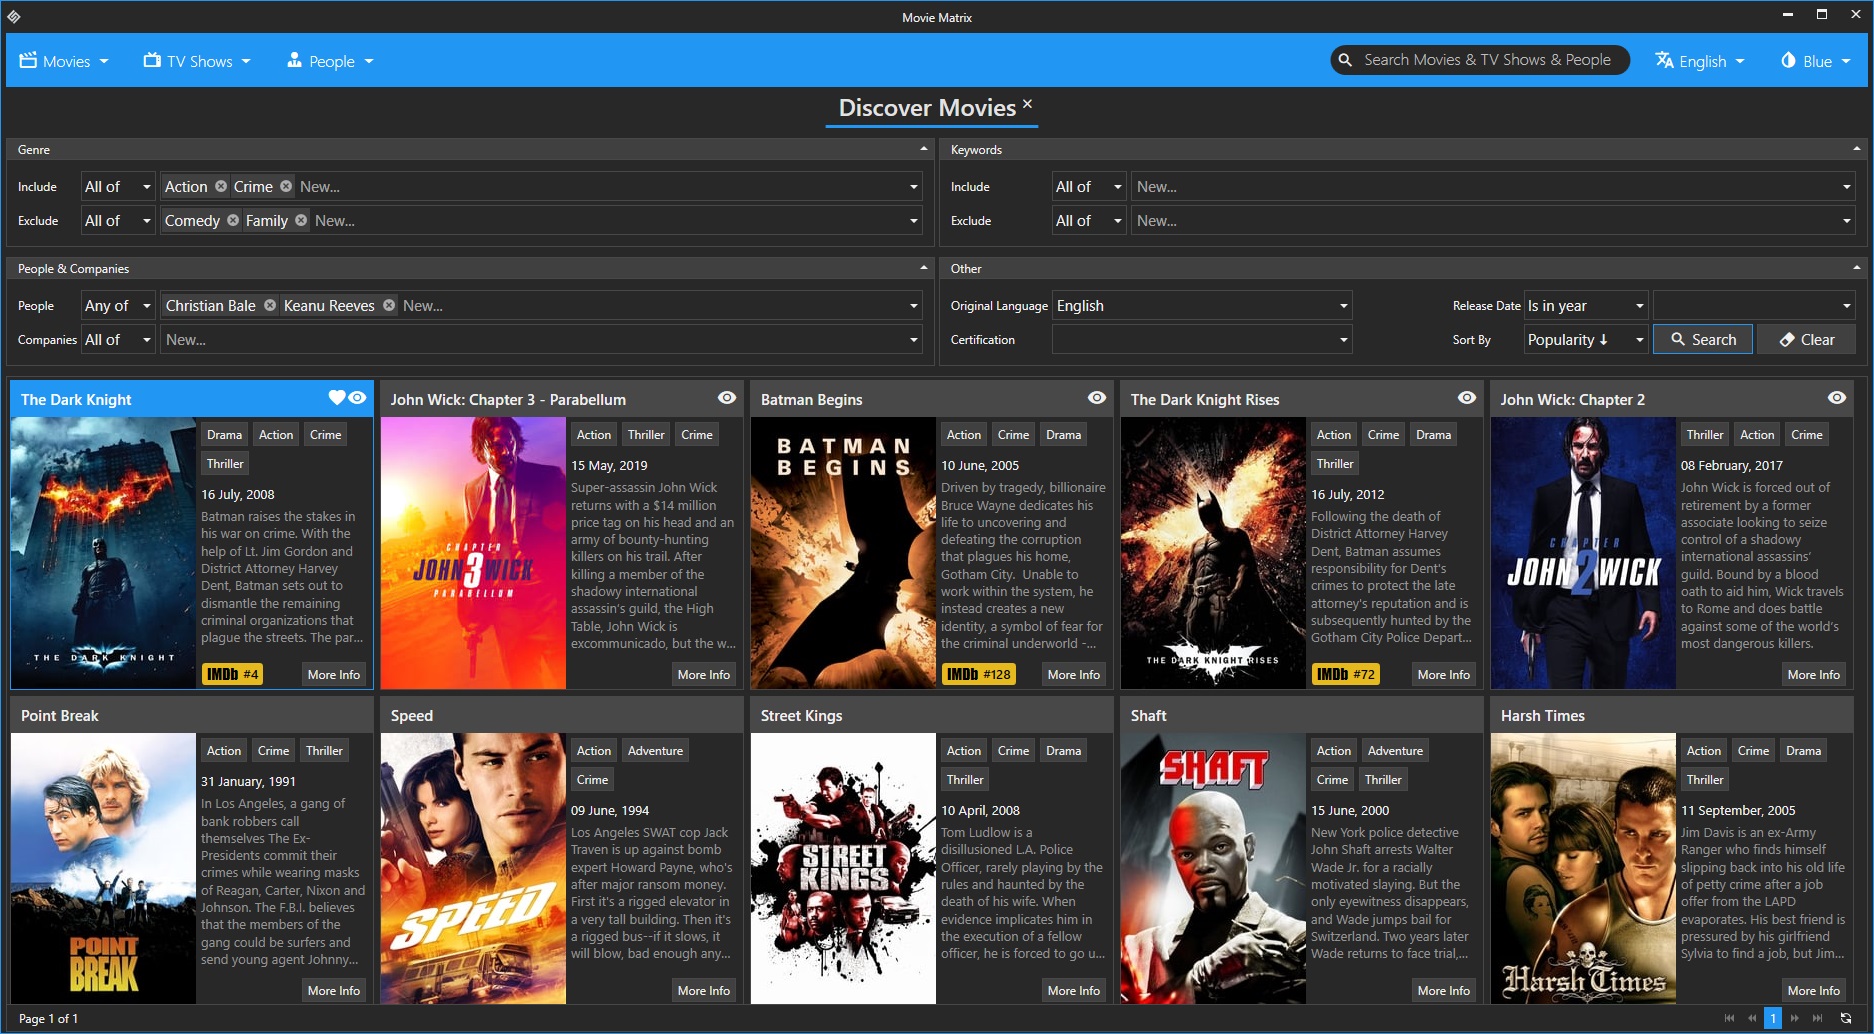 Movie Matrix
Movies
TV Shows
People
Search Movies & TV Shows & People
English
Blue
Discover Movies
Genre
Include All of Action Crime New...
Exclude All of Comedy Family New...
Keywords
Include All of New...
Exclude All of New...
People & Companies
People Any of Christian Bale Keanu Reeves New...
Companies All of New...
Other
Original Language English Release Date Is in year
Certification Sort By Popularity ↓ Search Clear
The Dark Knight
THE DARK KNIGHT
Drama Action Crime
Thriller
16 July, 2008
Batman raises the stakes in
his war on crime. With the
help of Lt. Jim Gordon and
District Attorney Harvey
Dent, Batman sets out to
dismantle the remaining
criminal organizations that
plague the streets. The par...
IMDb #4 More Info
John Wick: Chapter 3 - Parabellum
CHAPTER
JOHN 3 WICK
PARABELLUM
Action Thriller Crime
15 May, 2019
Super-assassin John Wick
returns with a $14 million
price tag on his head and an
army of bounty-hunting
killers on his trail. After
killing a member of the
shadowy international
assassin's guild, the High
Table, John Wick is
excommunicado, but the w...
More Info
Batman Begins
BATMAN
BEGINS
Action Crime Drama
10 June, 2005
Driven by tragedy, billionaire
Bruce Wayne dedicates his
life to uncovering and
defeating the corruption
that plagues his home,
Gotham City.  Unable to
work within the system, he
instead creates a new
identity, a symbol of fear for
the criminal underworld -...
IMDb #128 More Info
The Dark Knight Rises
THE DARK KNIGHT RISES
Action Crime Drama
Thriller
16 July, 2012
Following the death of
District Attorney Harvey
Dent, Batman assumes
responsibility for Dent's
crimes to protect the late
attorney's reputation and is
subsequently hunted by the
Gotham City Police Depart...
IMDb #72 More Info
John Wick: Chapter 2
CHAPTER
JOHN 2 WICK
Thriller Action Crime
08 February, 2017
John Wick is forced out of
retirement by a former
associate looking to seize
control of a shadowy
international assassins'
guild. Bound by a blood
oath to aid him, Wick travels
to Rome and does battle
against some of the world's
most dangerous killers.
More Info
Point Break
POINT
BREAK
Action Crime Thriller
31 January, 1991
In Los Angeles, a gang of
bank robbers call
themselves The Ex-
Presidents commit their
crimes while wearing masks
of Reagan, Carter, Nixon and
Johnson. The F.B.I. believes
that the members of the
gang could be surfers and
send young agent Johnny...
More Info
Speed
SPEED
Action Adventure
Crime
09 June, 1994
Los Angeles SWAT cop Jack
Traven is up against bomb
expert Howard Payne, who's
after major ransom money.
First it's a rigged elevator in
a very tall building. Then it's
a rigged bus--if it slows, it
will blow, bad enough any...
More Info
Street Kings
STREET
KINGS
Action Crime Drama
Thriller
10 April, 2008
Tom Ludlow is a
disillusioned L.A. Police
Officer, rarely playing by the
rules and haunted by the
death of his wife. When
evidence implicates him in
the execution of a fellow
officer, he is forced to go u...
More Info
Shaft
SHAFT
Action Adventure
Crime Thriller
15 June, 2000
New York police detective
John Shaft arrests Walter
Wade Jr. for a racially
motivated slaying. But the
only eyewitness disappears,
and Wade jumps bail for
Switzerland. Two years later
Wade returns to face trial,...
More Info
Harsh Times
Harsh Times
Action Crime Drama
Thriller
11 September, 2005
Jim Davis is an ex-Army
Ranger who finds himself
slipping back into his old life
of petty crime after a job
offer from the LAPD
evaporates. His best friend is
pressured by his girlfriend
Sylvia to find a job, but Jim...
More Info
Page 1 of 1
1